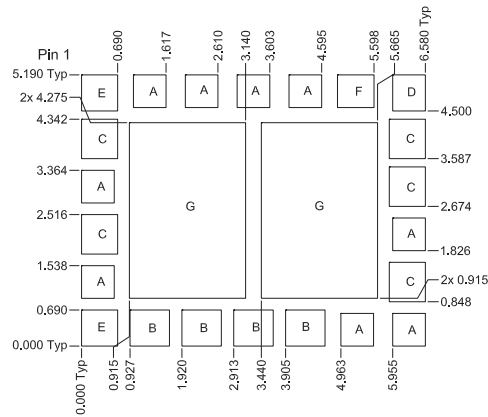 Pin 1
0.690
1.617
2.610
3.140
3.603
4.595
5.598
5.665
6.580 Typ
5.190 Typ
E A A A A F D
2x 4.275
4.500
4.342
C C
3.587
3.364
A G G C
2.674
2.516
C A
1.826
1.538
A C
2x 0.915
0.848
0.690
E B B B B A A
0.000 Typ
0.000 Typ
0.915
0.927
1.920
2.913
3.440
3.905
4.963
5.955